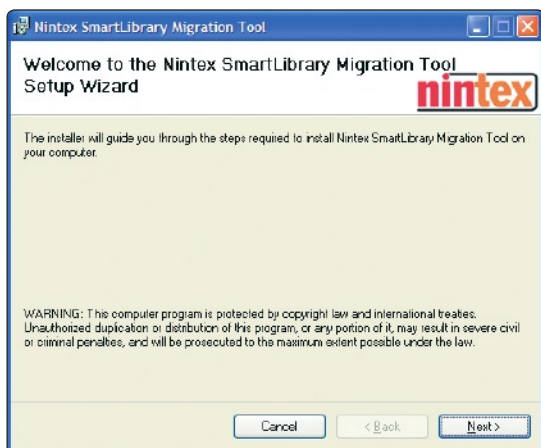 Nintex SmartLibrary Migration Tool
Welcome to the Nintex SmartLibrary Migration Tool
Setup Wizard
nintex
The installer will guide you through the steps required to install Nintex SmartLibrary Migration Tool on
your computer.
WARNING: This computer program is protected by copyright law and international treaties.
Unauthorized duplication or distribution of this program, or any portion of it, may result in severe civil
or criminal penalties, and will be prosecuted to the maximum extent possible under the law.
Cancel
< Back
Next >